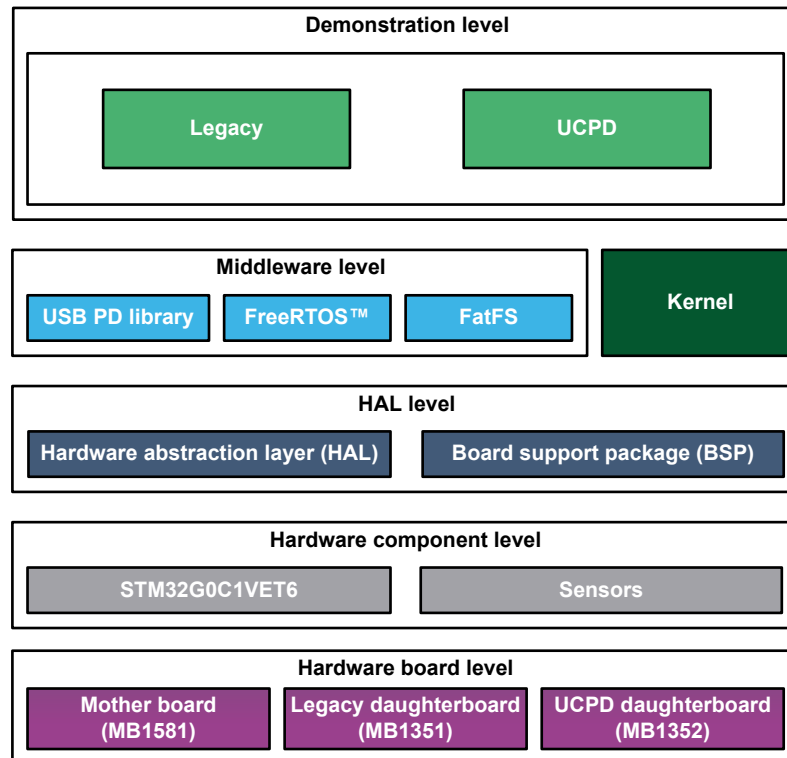 Demonstration level
Legacy
UCPD
Middleware level
USB PD library
FreeRTOS™
FatFS
Kernel
HAL level
Hardware abstraction layer (HAL)
Board support package (BSP)
Hardware component level
STM32G0C1VET6
Sensors
Hardware board level
Mother board
(MB1581)
Legacy daughterboard
(MB1351)
UCPD daughterboard
(MB1352)